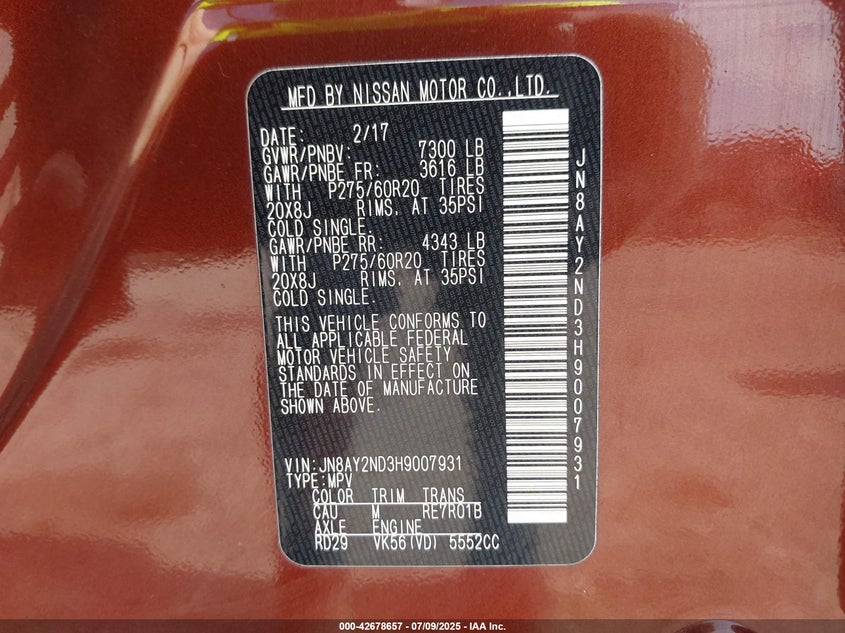 MFD BY NISSAN MOTOR CO.,LTD.
DATE: 2/17
GVWR/PNBV: 7300 LB
GAWR/PNBE FR: 3616 LB
WITH P275/60R20 TIRES
20X8J RIMS. AT 35PSI
COLD SINGLE.
GAWR/PNBE RR: 4343 LB
WITH P275/60R20 TIRES
20X8J RIMS. AT 35PSI
COLD SINGLE.
THIS VEHICLE CONFORMS TO
ALL APPLICABLE FEDERAL
MOTOR VEHICLE SAFETY
STANDARDS IN EFFECT ON
THE DATE OF MANUFACTURE
SHOWN ABOVE.
VIN: JN8AY2ND3H9007931
TYPE: MPV
COLOR TRIM TRANS
CAU M RE7R01B
AXLE ENGINE
RD29 VK56(VD) 5552CC
JN8AY2ND3H9007931
000-42678657 - 07/09/2025 - IAA Inc.